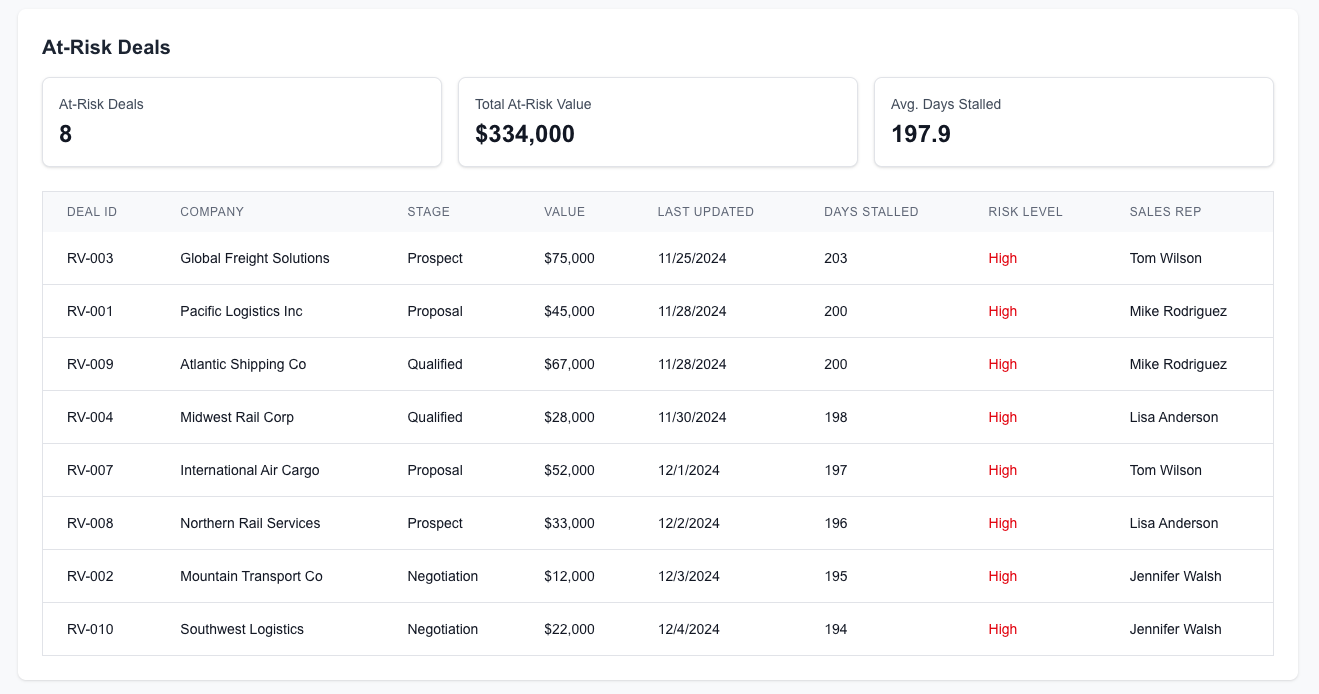 At-Risk Deals
At-Risk Deals
8
Total At-Risk Value
$334,000
Avg. Days Stalled
197.9
DEAL ID COMPANY STAGE VALUE LAST UPDATED DAYS STALLED RISK LEVEL SALES REP
RV-003 Global Freight Solutions Prospect $75,000 11/25/2024 203 High Tom Wilson
RV-001 Pacific Logistics Inc Proposal $45,000 11/28/2024 200 High Mike Rodriguez
RV-009 Atlantic Shipping Co Qualified $67,000 11/28/2024 200 High Mike Rodriguez
RV-004 Midwest Rail Corp Qualified $28,000 11/30/2024 198 High Lisa Anderson
RV-007 International Air Cargo Proposal $52,000 12/1/2024 197 High Tom Wilson
RV-008 Northern Rail Services Prospect $33,000 12/2/2024 196 High Lisa Anderson
RV-002 Mountain Transport Co Negotiation $12,000 12/3/2024 195 High Jennifer Walsh
RV-010 Southwest Logistics Negotiation $22,000 12/4/2024 194 High Jennifer Walsh